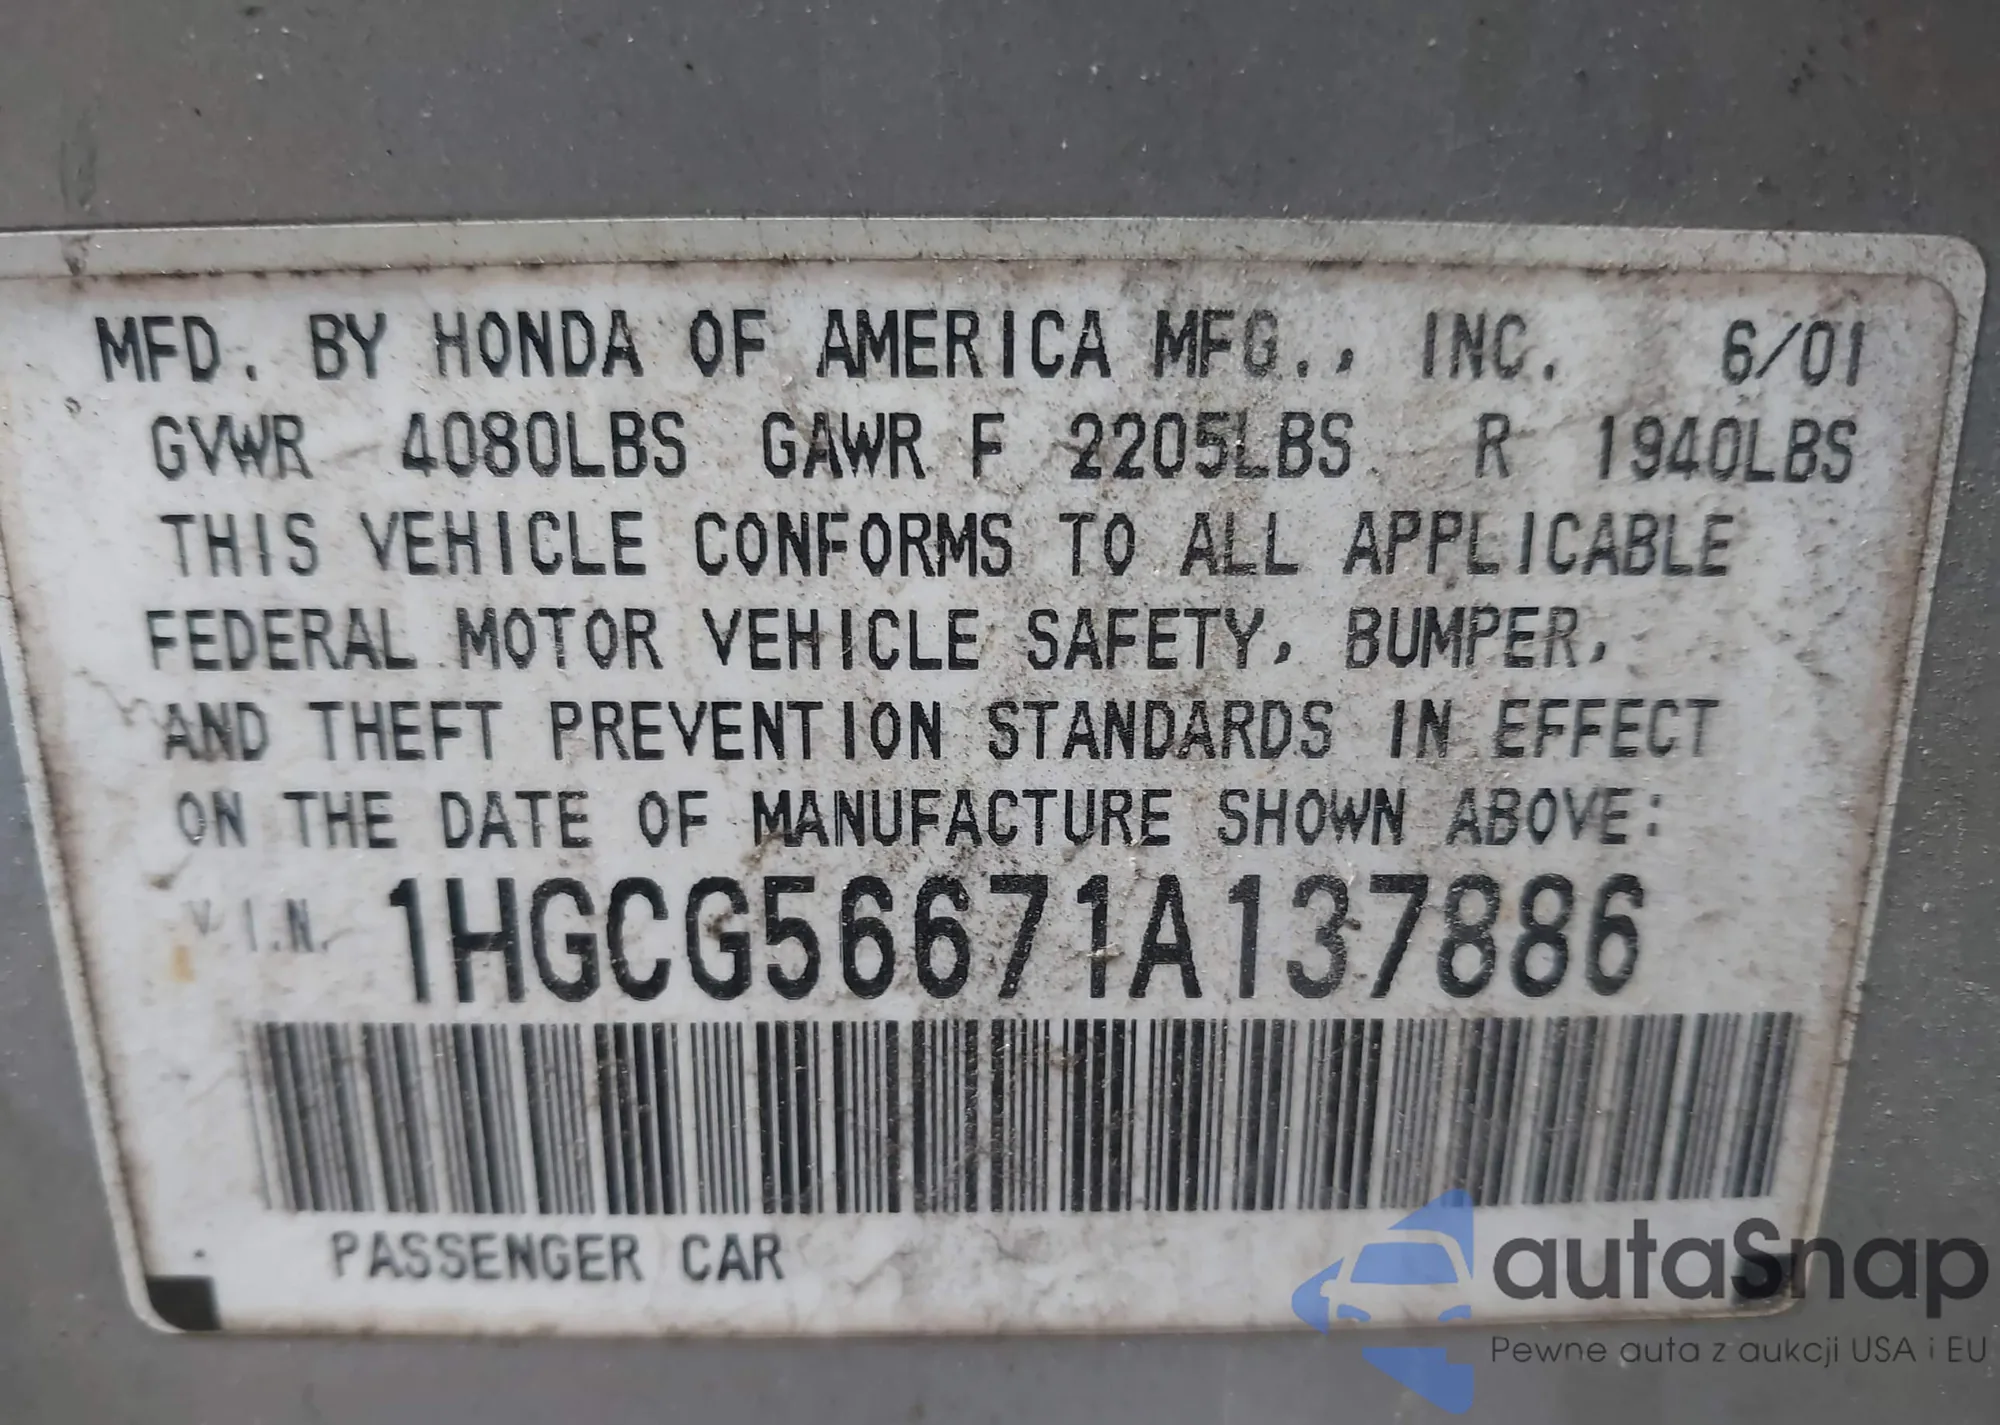 MFD. BY HONDA OF AMERICA MFG., INC. 6/01
GVWR 4080LBS GAWR F 2205LBS R 1940LBS
THIS VEHICLE CONFORMS TO ALL APPLICABLE
FEDERAL MOTOR VEHICLE SAFETY, BUMPER,
AND THEFT PREVENTION STANDARDS IN EFFECT
ON THE DATE OF MANUFACTURE SHOWN ABOVE:
V.I.N. 1HGCG56671A137886
PASSENGER CAR
autaSnap
Pewne auta z aukcji USA i EU